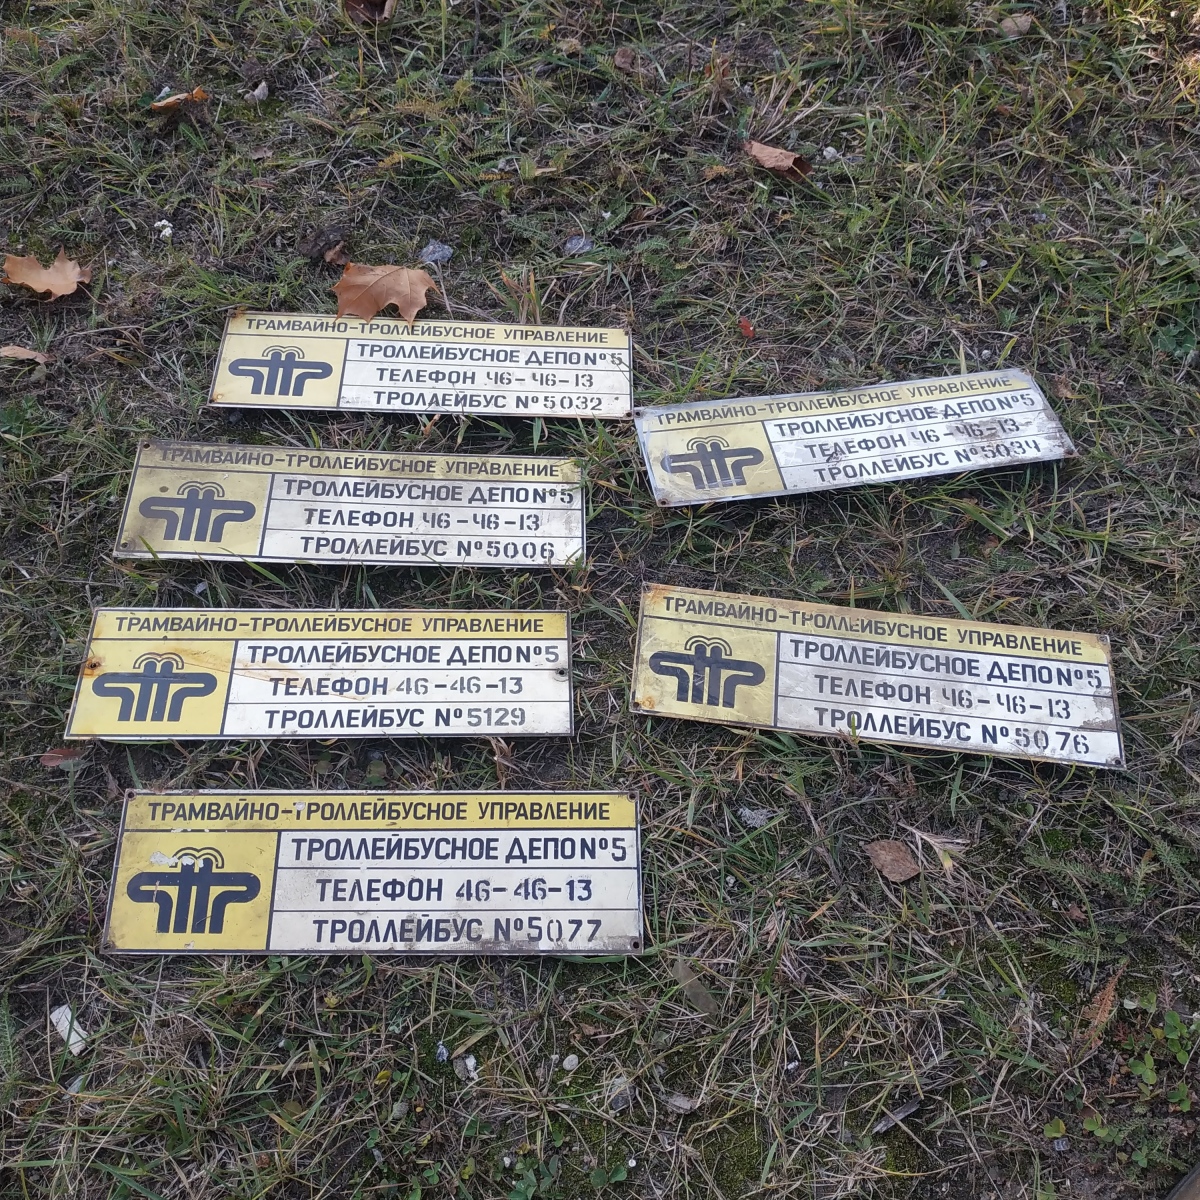 ТРАМВАЙНО-ТРОЛЛЕЙБУСНОЕ УПРАВЛЕНИЕ
ТРОЛЛЕЙБУСНОЕ ДЕПО №5
ТЕЛЕФОН 46-46-13
ТРОЛЛЕЙБУС №5032
ТРАМВАЙНО-ТРОЛЛЕЙБУСНОЕ УПРАВЛЕНИЕ
ТРОЛЛЕЙБУСНОЕ ДЕПО №5
ТЕЛЕФОН 46-46-13
ТРОЛЛЕЙБУС №5034
ТРАМВАЙНО-ТРОЛЛЕЙБУСНОЕ УПРАВЛЕНИЕ
ТРОЛЛЕЙБУСНОЕ ДЕПО №5
ТЕЛЕФОН 46-46-13
ТРОЛЛЕЙБУС №5006
ТРАМВАЙНО-ТРОЛЛЕЙБУСНОЕ УПРАВЛЕНИЕ
ТРОЛЛЕЙБУСНОЕ ДЕПО №5
ТЕЛЕФОН 46-46-13
ТРОЛЛЕЙБУС №5129
ТРАМВАЙНО-ТРОЛЛЕЙБУСНОЕ УПРАВЛЕНИЕ
ТРОЛЛЕЙБУСНОЕ ДЕПО №5
ТЕЛЕФОН 46-46-13
ТРОЛЛЕЙБУС №5076
ТРАМВАЙНО-ТРОЛЛЕЙБУСНОЕ УПРАВЛЕНИЕ
ТРОЛЛЕЙБУСНОЕ ДЕПО №5
ТЕЛЕФОН 46-46-13
ТРОЛЛЕЙБУС №5077